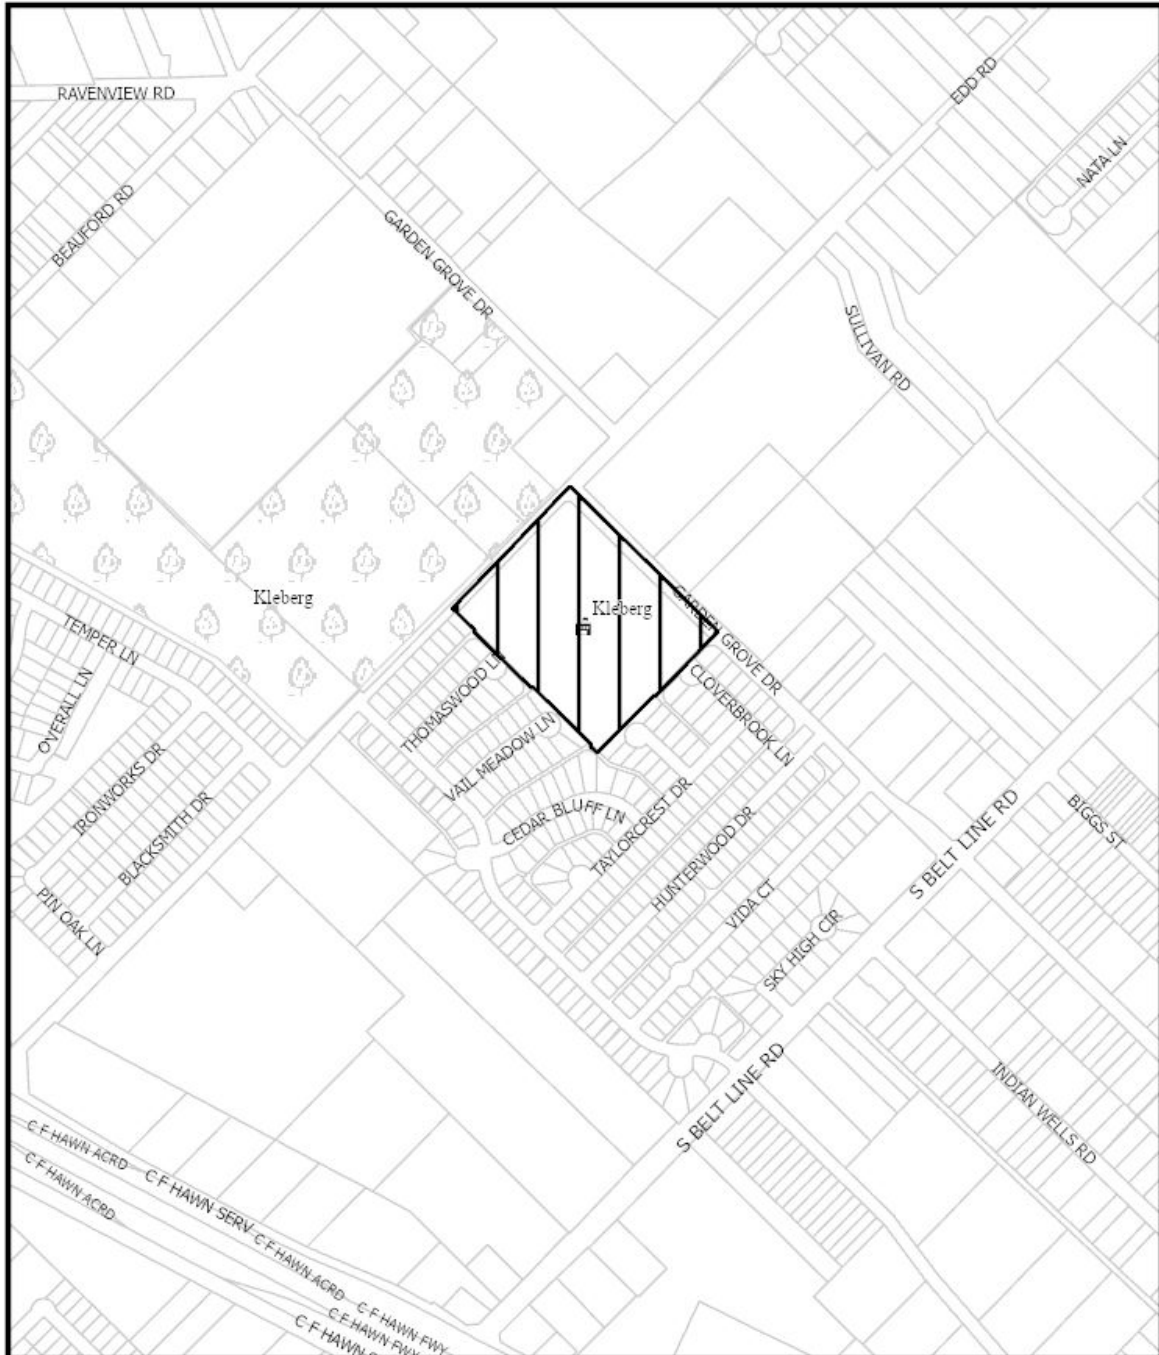 EDD RD
RAVENVIEW RD
NATA LN
BEAUFORD RD
GARDEN GROVE DR
SULLIVAN RD
Kleberg
Kleberg
GARDEN GROVE DR
TEMPER LN
THOMASWOOD L
CLOVERBROOK LN
OVERALL LN
VAIL MEADOW LN
IRONWORKS DR
CEDAR BLUFF LN
TAYLORCREST DR
BLACKSMITH DR
HUNTERWOOD DR
S BELT LINE RD
BIGGS ST
VIDA CT
PIN OAK LN
SKY HIGH CIR
S BELT LINE RD
INDIAN WELLS RD
C F HAWN ACRD
C F HAWN ACRD
C F HAWN SERV
C F HAWN ACRD
C F HAWN FWY
C F HAWN FWY
C F HAWN